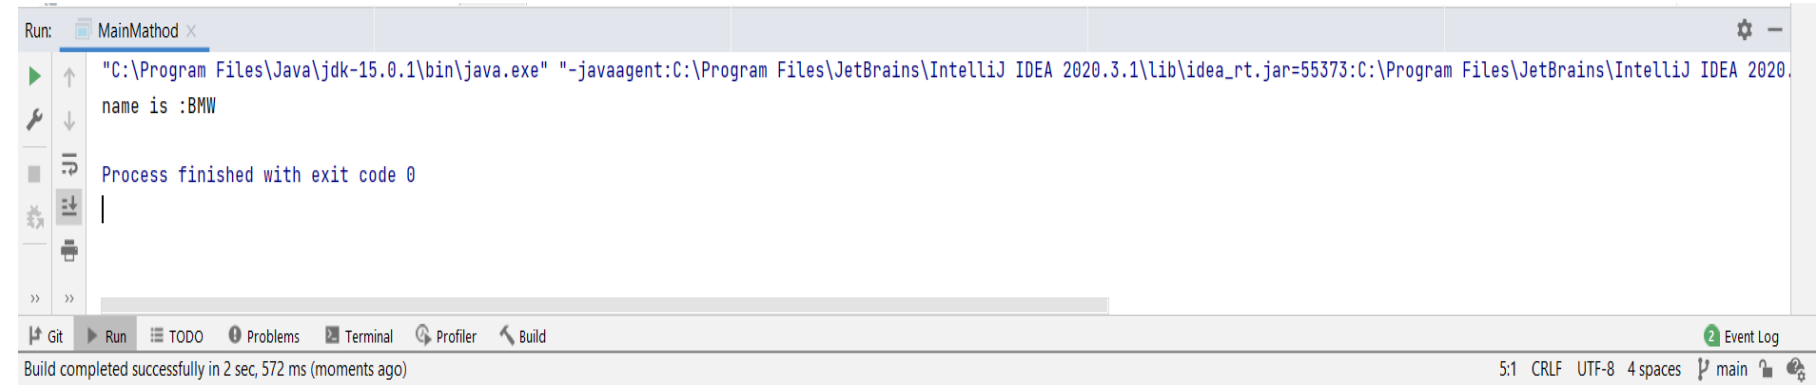 Run: MainMathod
"C:\Program Files\Java\jdk-15.0.1\bin\java.exe" "-javaagent:C:\Program Files\JetBrains\IntelliJ IDEA 2020.3.1\lib\idea_rt.jar=55373:C:\Program Files\JetBrains\IntelliJ IDEA 2020.
name is :BMW
Process finished with exit code 0
Git Run TODO Problems Terminal Profiler Build 2 Event Log
Build completed successfully in 2 sec, 572 ms (moments ago) 5:1 CRLF UTF-8 4 spaces main